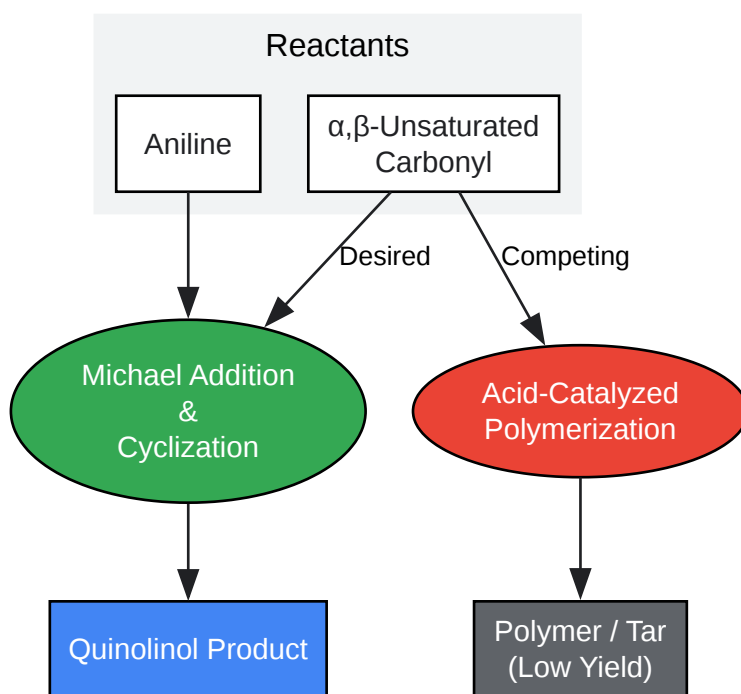 Reactants
Aniline
α,β-Unsaturated
Carbonyl
Desired
Competing
Michael Addition
&
Cyclization
Acid-Catalyzed
Polymerization
Quinolinol Product
Polymer / Tar
(Low Yield)